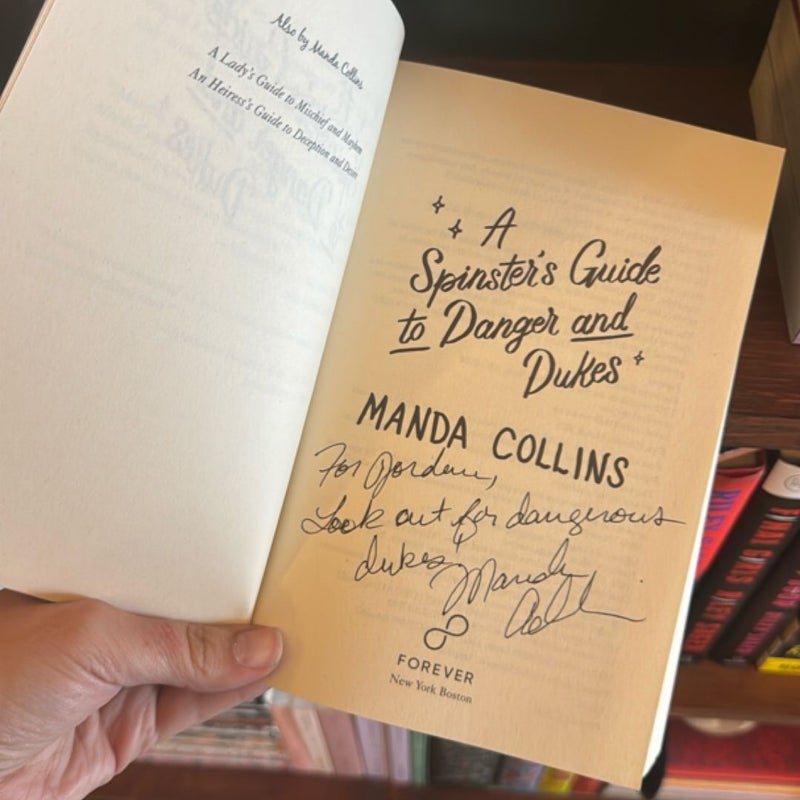 Also by Manda Collins
A Lady's Guide to Mischief and Mayhem
An Heiress's Guide to Deception and Desire
A
Spinster's Guide
to Danger and
Dukes
MANDA COLLINS
For Jordan,
Look out for dangerous
dukes!
Manda
FOREVER
New York Boston